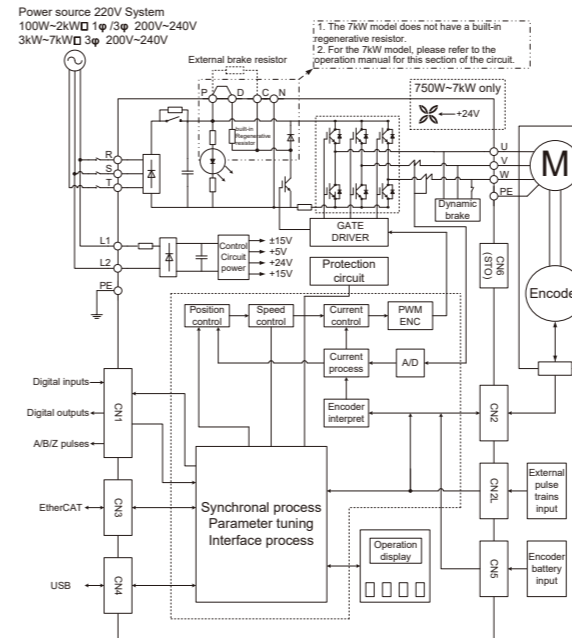 Power source 220V System
100W~2kW□ 1φ /3φ 200V~240V
3kW~7kW□ 3φ 200V~240V
1. The 7kW model does not have a built-in
regenerative resistor.
2. For the 7kW model, please refer to the
operation manual for this section of the circuit.
External brake resistor
P D C N
750W~7kW only
+24V
built-in
Regenerative
resistor
R
S
T
U
V
W
PE
M
Dynamic
brake
GATE
DRIVER
L1
L2
PE
Control
Circuit
power
±15V
+5V
+24V
+15V
Protection
circuit
CN6
(STO)
Encode
Position
control
Speed
control
Current
control
PWM
ENC
Current
process
A/D
Encoder
interpret
Digital inputs
Digital outputs
A/B/Z pulses
CN1
CN2
EtherCAT
CN3
Synchronal process
Parameter tuning
Interface process
CN2L
External
pulse
trains
input
Operation
display
USB
CN4
CN5
Encoder
battery
input